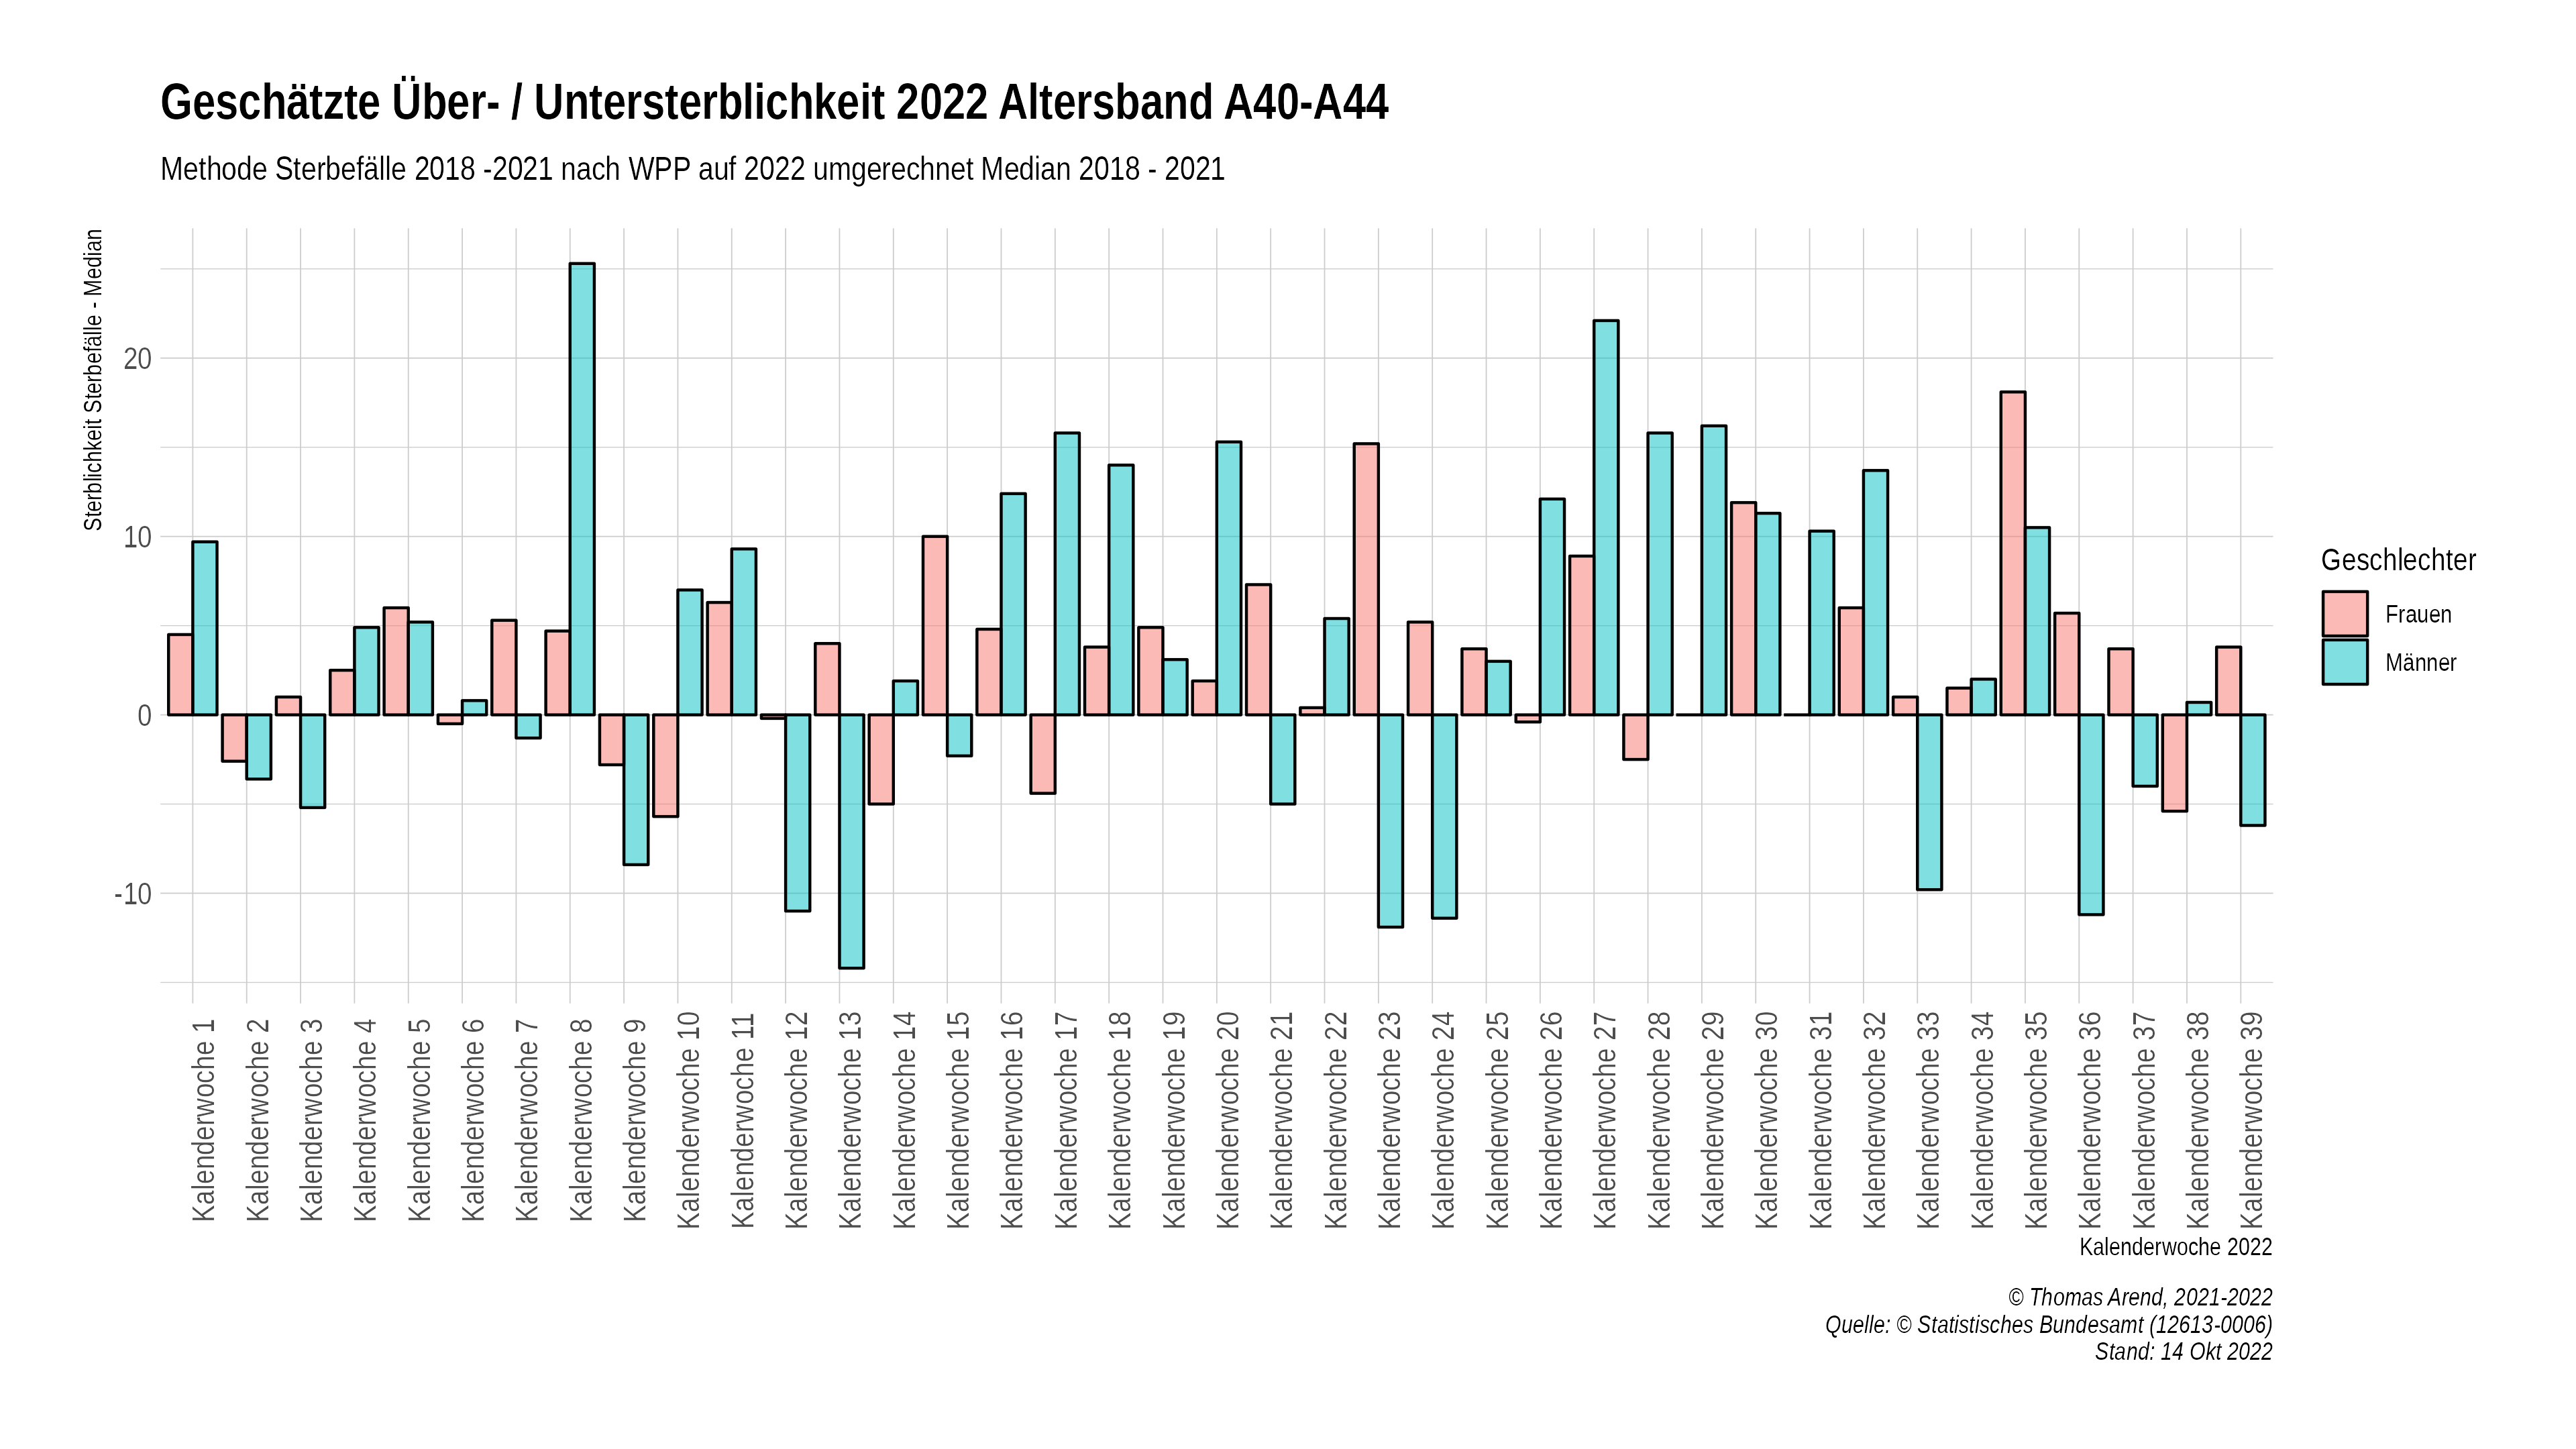 Geschätzte Über- / Untersterblichkeit 2022 Altersband A40-A44
Methode Sterbefälle 2018 -2021 nach WPP auf 2022 umgerechnet Median 2018 - 2021
Sterblichkeit Sterbefälle - Median
20
10
0
-10
Kalenderwoche 1
Kalenderwoche 2
Kalenderwoche 3
Kalenderwoche 4
Kalenderwoche 5
Kalenderwoche 6
Kalenderwoche 7
Kalenderwoche 8
Kalenderwoche 9
Kalenderwoche 10
Kalenderwoche 11
Kalenderwoche 12
Kalenderwoche 13
Kalenderwoche 14
Kalenderwoche 15
Kalenderwoche 16
Kalenderwoche 17
Kalenderwoche 18
Kalenderwoche 19
Kalenderwoche 20
Kalenderwoche 21
Kalenderwoche 22
Kalenderwoche 23
Kalenderwoche 24
Kalenderwoche 25
Kalenderwoche 26
Kalenderwoche 27
Kalenderwoche 28
Kalenderwoche 29
Kalenderwoche 30
Kalenderwoche 31
Kalenderwoche 32
Kalenderwoche 33
Kalenderwoche 34
Kalenderwoche 35
Kalenderwoche 36
Kalenderwoche 37
Kalenderwoche 38
Kalenderwoche 39
Kalenderwoche 2022
Geschlechter
Frauen
Männer
© Thomas Arend, 2021-2022
Quelle: © Statistisches Bundesamt (12613-0006)
Stand: 14 Okt 2022